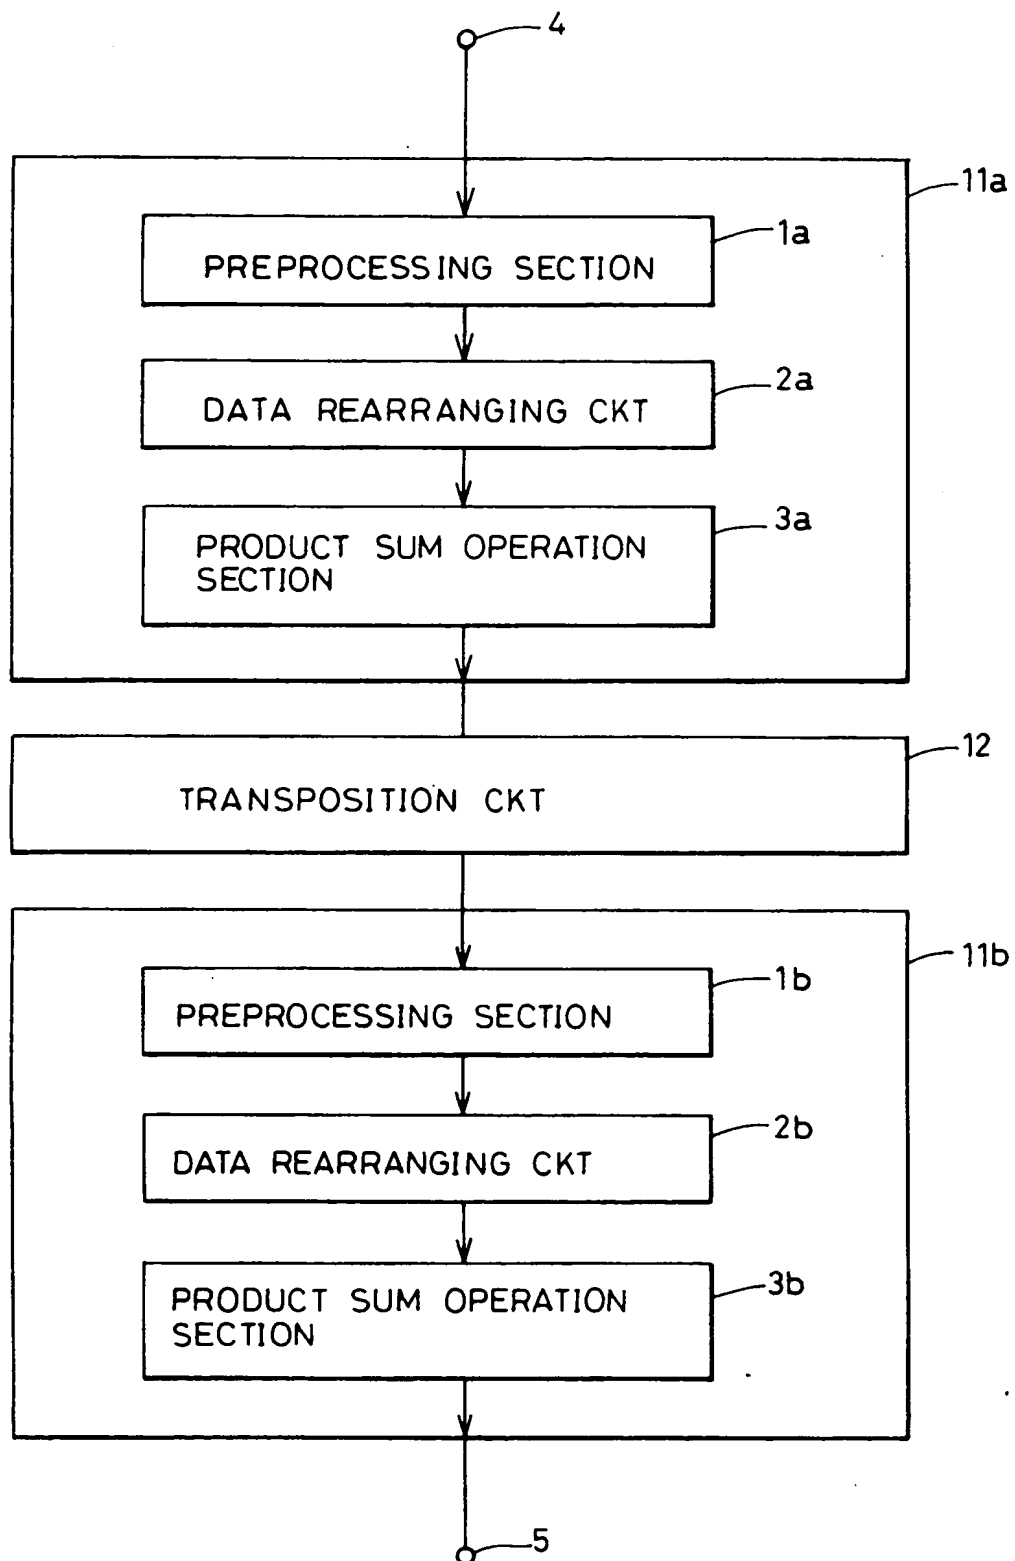 4
11a
1a
PREPROCESSING SECTION
2a
DATA REARRANGING CKT
3a
PRODUCT SUM OPERATION
SECTION
12
TRANSPOSITION CKT
11b
1b
PREPROCESSING SECTION
2b
DATA REARRANGING CKT
3b
PRODUCT SUM OPERATION
SECTION
5